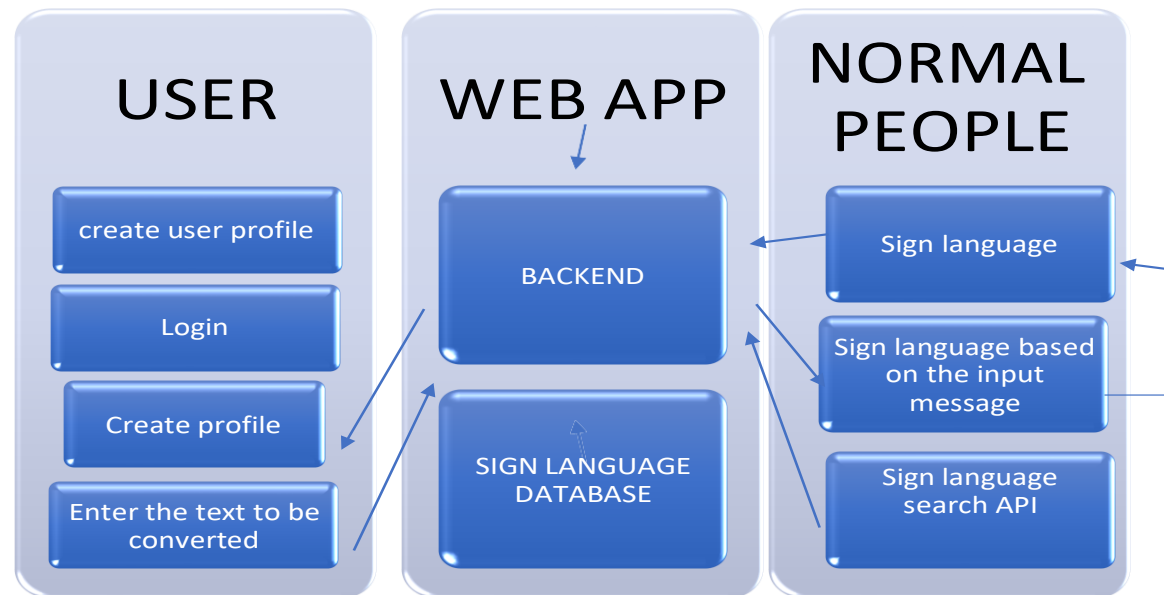 USER
create user profile
Login
Create profile
Enter the text to be
converted
WEB APP
BACKEND
SIGN LANGUAGE
DATABASE
NORMAL
PEOPLE
Sign language
Sign language based
on the input
message
Sign language
search API